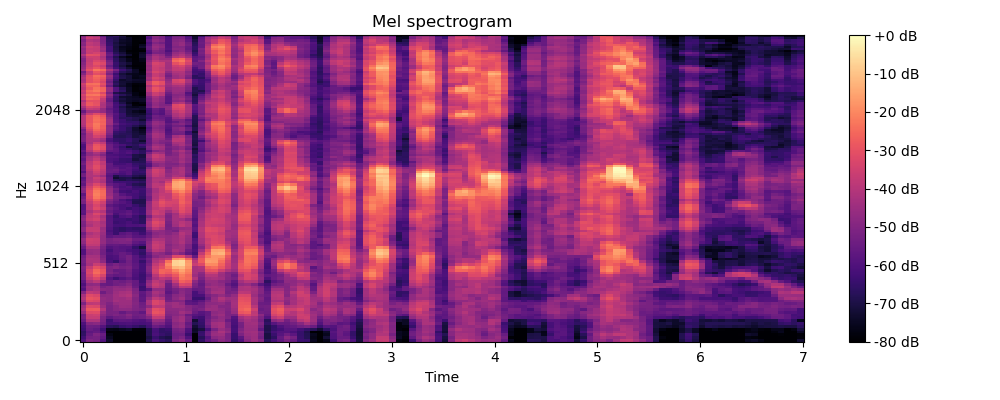 Mel spectrogram
+0 dB
-10 dB
2048
-20 dB
-30 dB
Hz
1024
-40 dB
-50 dB
512
-60 dB
-70 dB
0
-80 dB
0 1 2 3 4 5 6 7
Time